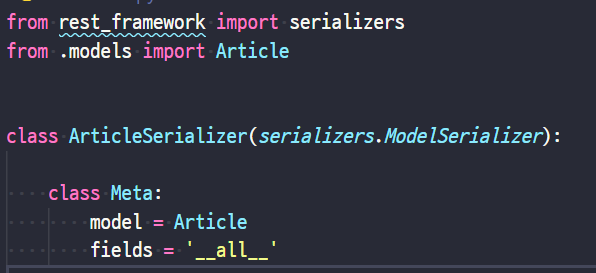 from rest_framework import serializers
from .models import Article
class ArticleSerializer(serializers.ModelSerializer):
class Meta:
model = Article
fields = '__all__'